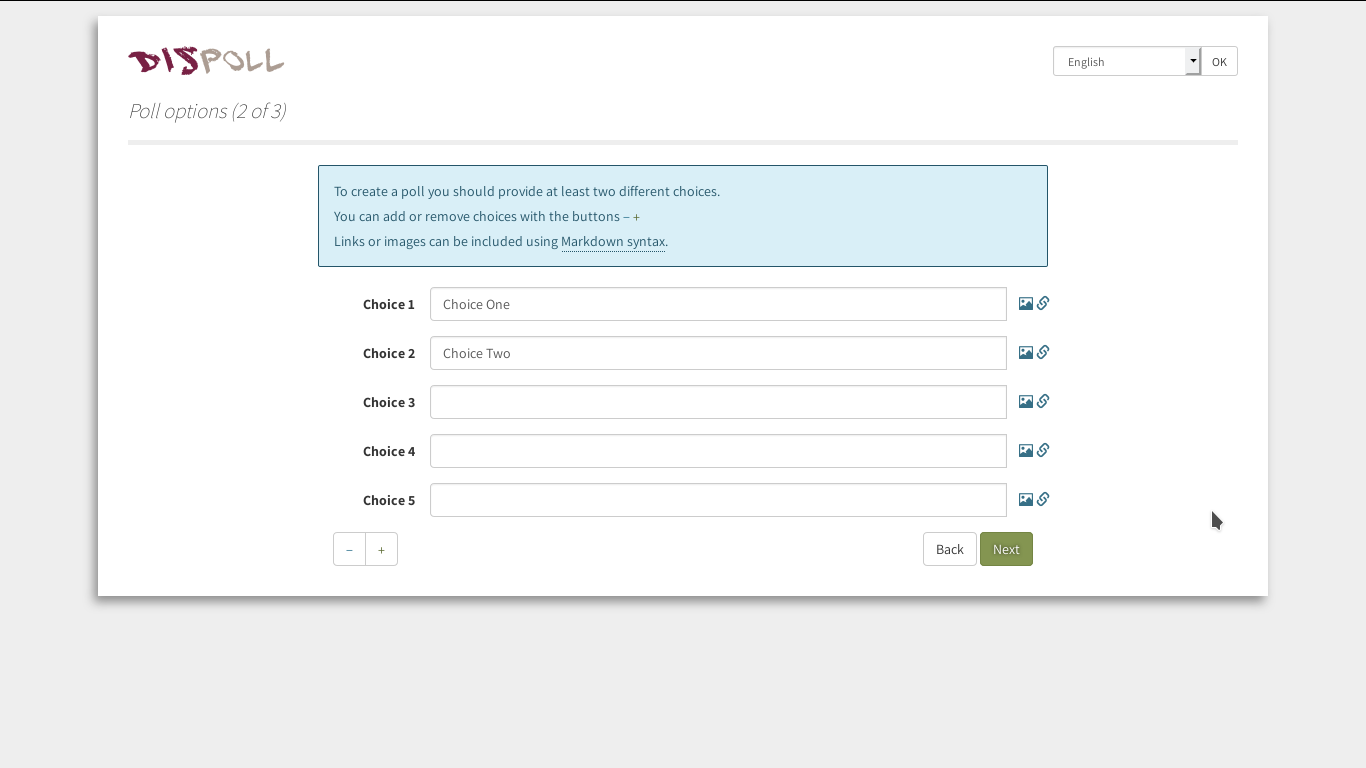 DISPOLL
English
OK
Poll options (2 of 3)
To create a poll you should provide at least two different choices.
You can add or remove choices with the buttons – +
Links or images can be included using Markdown syntax.
Choice 1
Choice One
Choice 2
Choice Two
Choice 3
Choice 4
Choice 5
– +
Back
Next